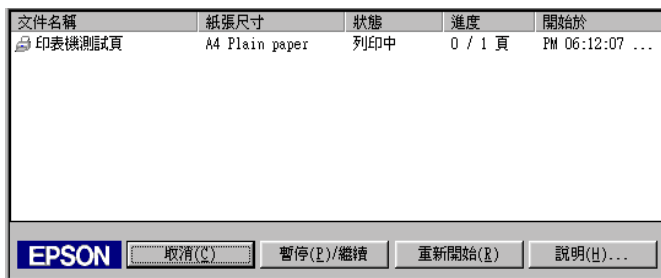 文件名稱 紙張尺寸 狀態 進度 開始於
印表機測試頁 A4 Plain paper 列印中 0 / 1 頁 PM 06:12:07 ...
EPSON 取消(C) 暫停(P)/繼續 重新開始(R) 說明(H)...